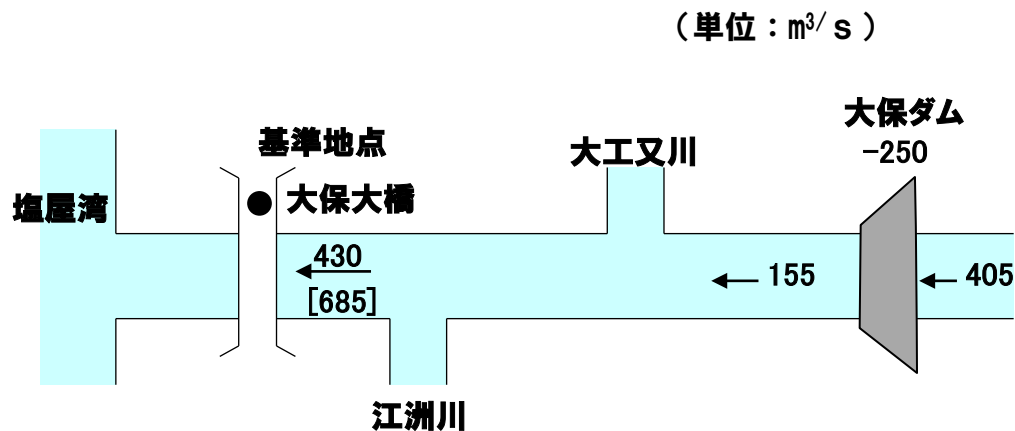 （単位：m³/ｓ）
大保ダム
-250
基準地点
大工又川
塩屋湾
大保大橋
430
[685]
155
405
江洲川